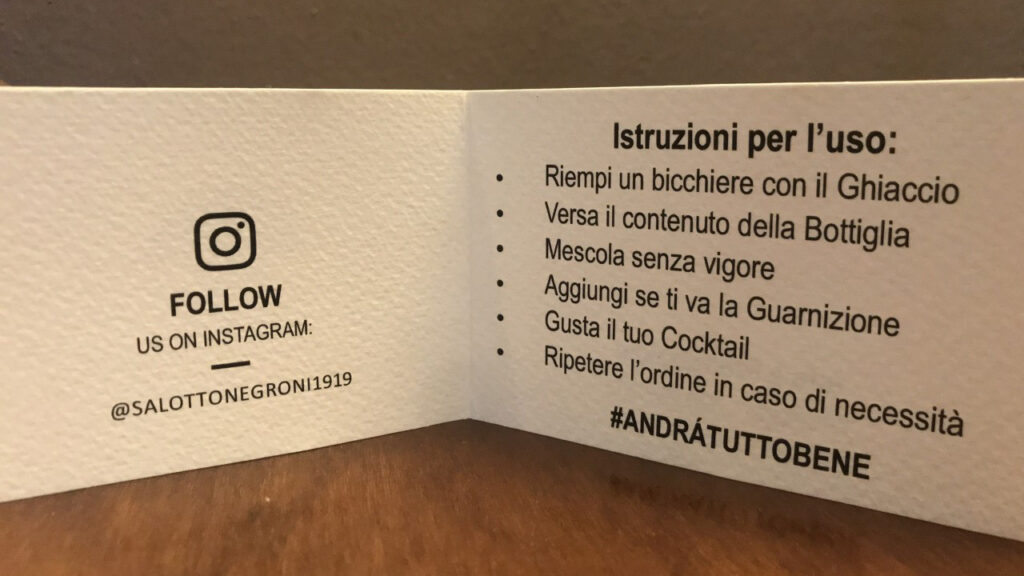 FOLLOW
US ON INSTAGRAM:
@SALOTTONEGRONI1919
Istruzioni per l'uso:
• Riempi un bicchiere con il Ghiaccio
• Versa il contenuto della Bottiglia
• Mescola senza vigore
• Aggiungi se ti va la Guarnizione
• Gusta il tuo Cocktail
• Ripetere l'ordine in caso di necessità
#ANDRÁTUTTOBENE